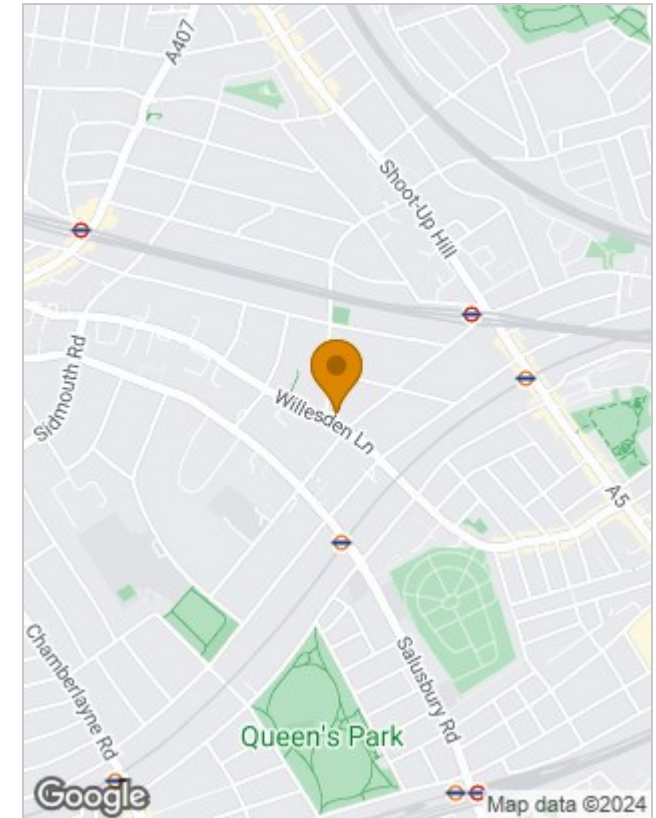 A407
Shoot-Up Hill
Sidmouth Rd
Willesden Ln
A5
Chamberlayne Rd
Salusbury Rd
Queen's Park
Google
Map data ©2024